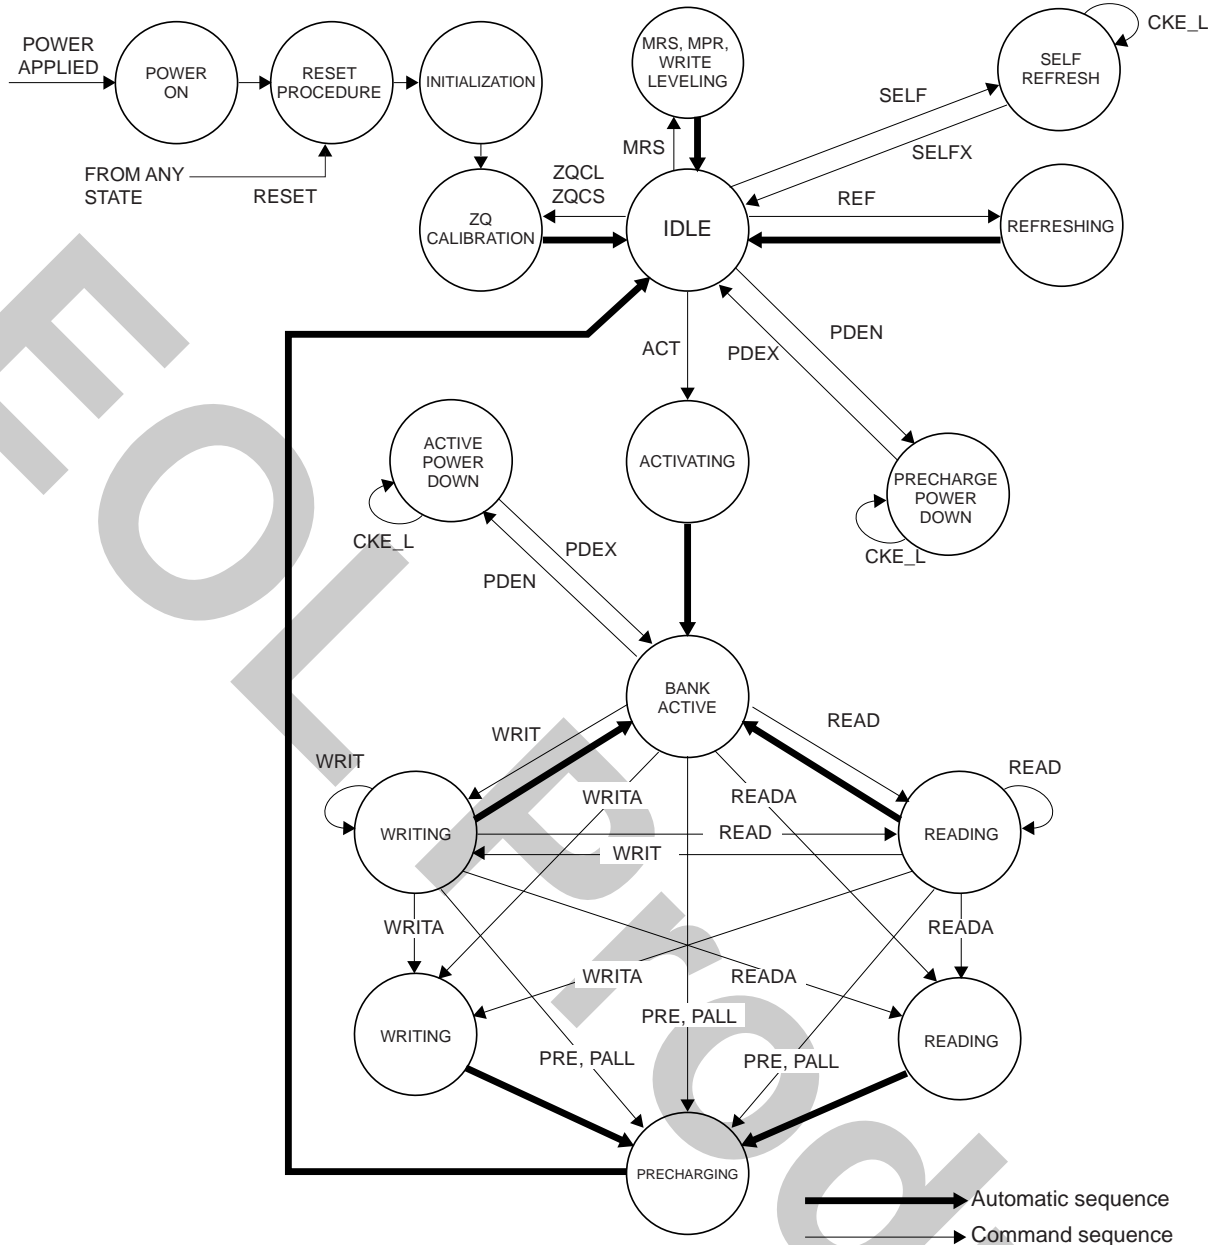 POWER
APPLIED
POWER
ON
RESET
PROCEDURE
INITIALIZATION
MRS, MPR,
WRITE
LEVELING
SELF
REFRESH
CKE_L
FROM ANY
STATE
RESET
MRS
SELF
SELFX
ZQCL
ZQCS
ZQ
CALIBRATION
IDLE
REF
REFRESHING
ACT
PDEX
PDEN
ACTIVE
POWER
DOWN
CKE_L
ACTIVATING
PRECHARGE
POWER
DOWN
CKE_L
PDEX
PDEN
BANK
ACTIVE
WRIT
READ
WRIT
READ
WRITA
READA
WRITING
READ
WRIT
READING
WRITA
READA
WRITA
READA
WRITING
PRE, PALL
READING
PRE, PALL
PRE, PALL
PRECHARGING
Automatic sequence
Command sequence
EOL Prod